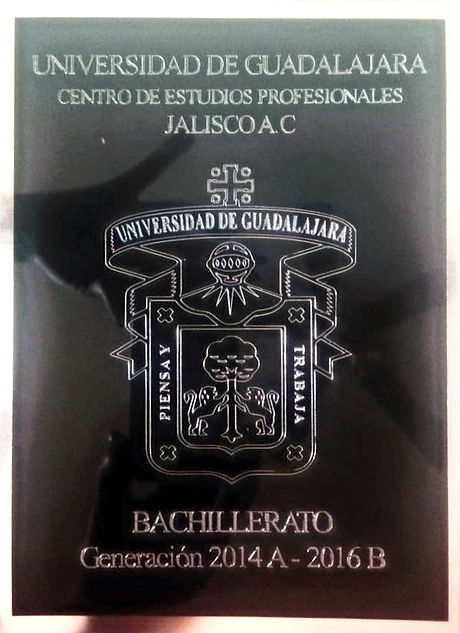 UNIVERSIDAD DE GUADALAJARA
CENTRO DE ESTUDIOS PROFESIONALES
JALISCO A.C
UNIVERSIDAD DE GUADALAJARA
PIENSA Y
TRABAJA
BACHILLERATO
Generación 2014 A - 2016 B